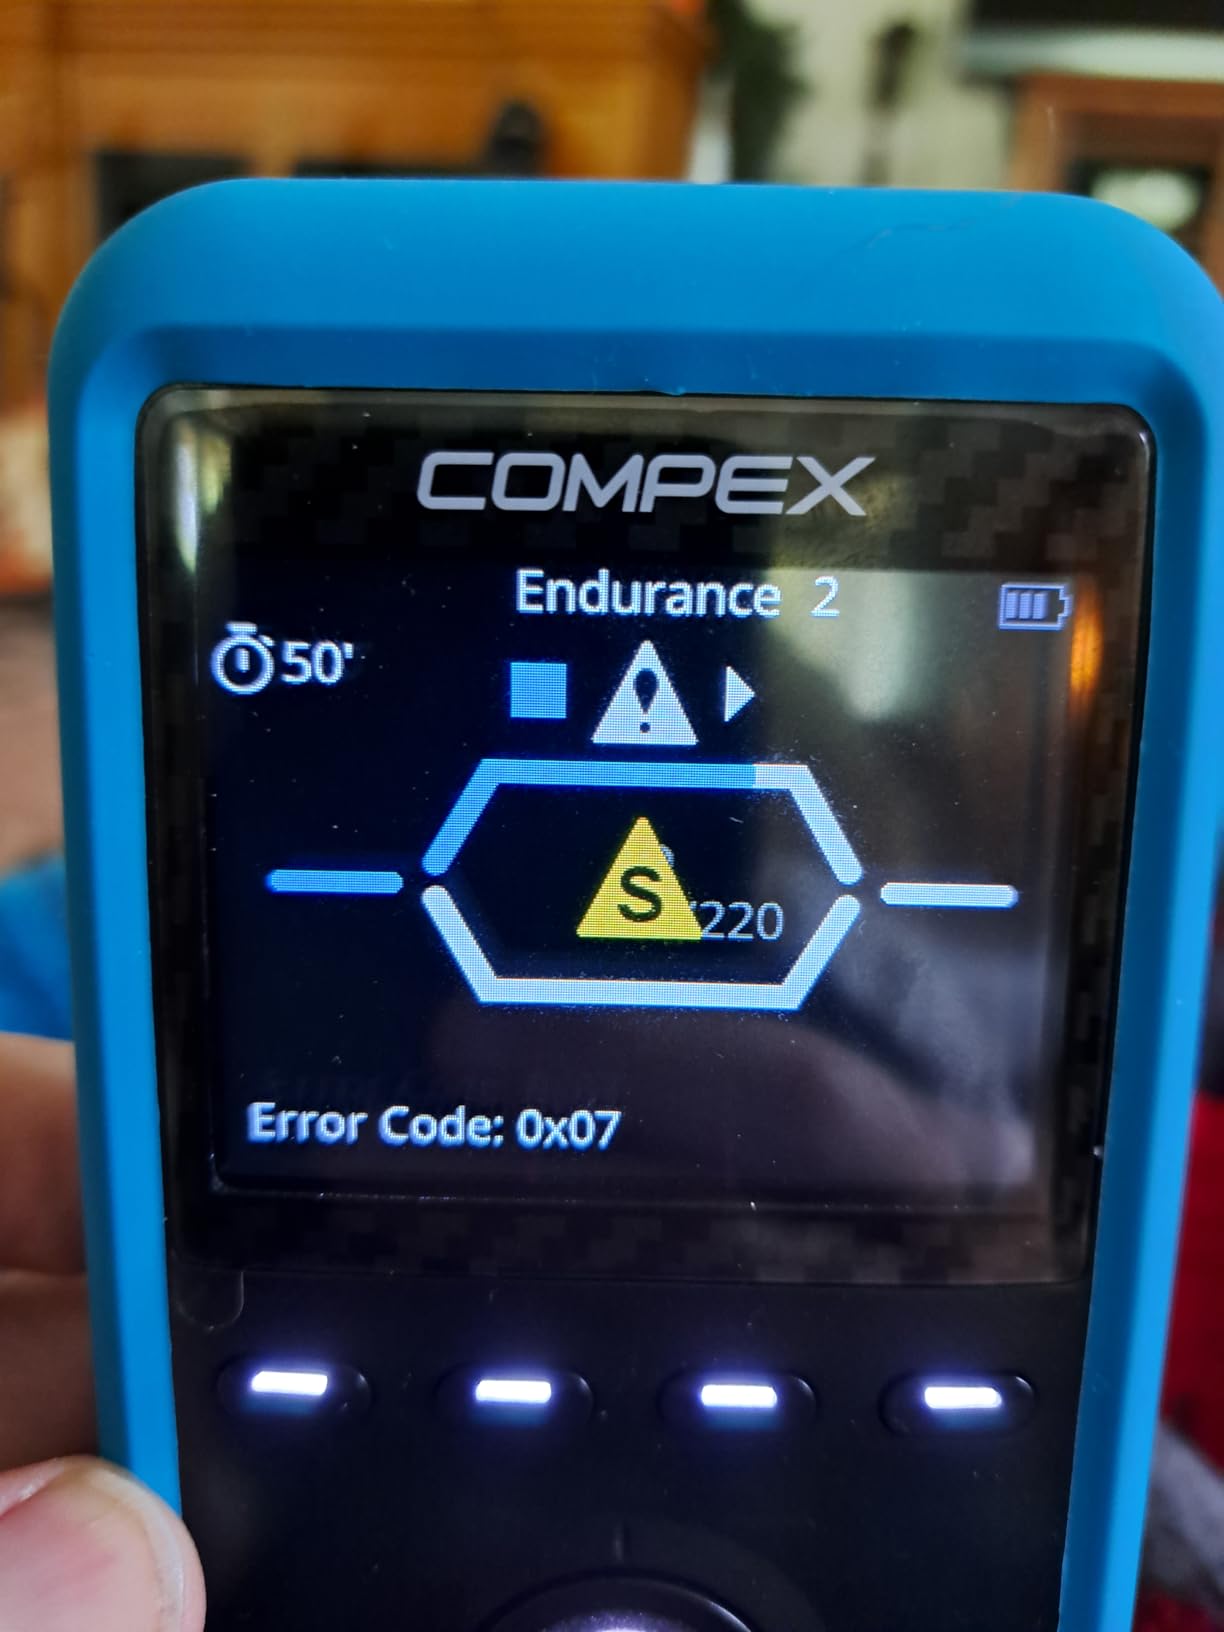 COMPEX
Endurance 2
50'
S
/220
Error Code: 0x07